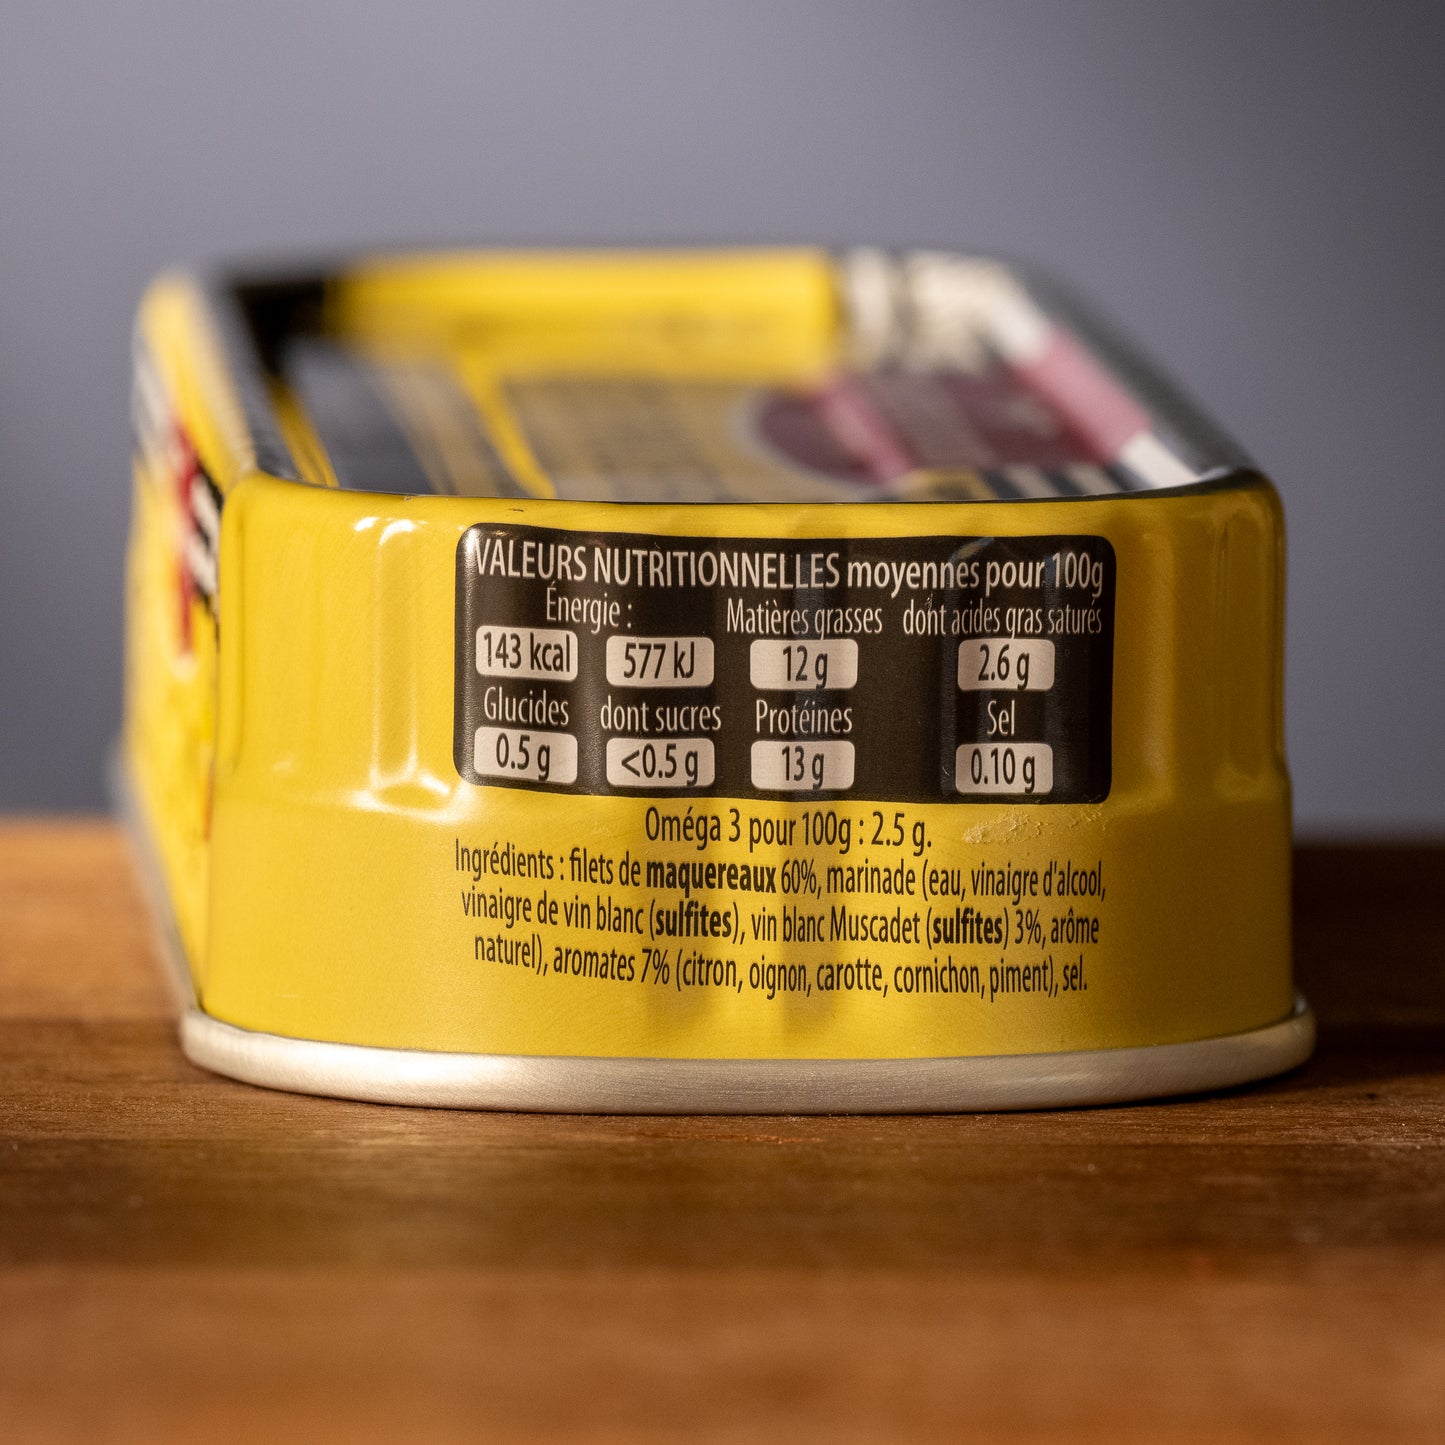 VALEURS NUTRITIONNELLES moyennes pour 100g
Énergie : Matières grasses dont acides gras saturés
143 kcal 577 kJ 12 g 2.6 g
Glucides dont sucres Protéines Sel
0.5 g <0.5 g 13 g 0.10 g
Oméga 3 pour 100g : 2.5 g.
Ingrédients : filets de maquereaux 60%, marinade (eau, vinaigre d'alcool,
vinaigre de vin blanc (sulfites), vin blanc Muscadet (sulfites) 3%, arôme
naturel), aromates 7% (citron, oignon, carotte, cornichon, piment), sel.